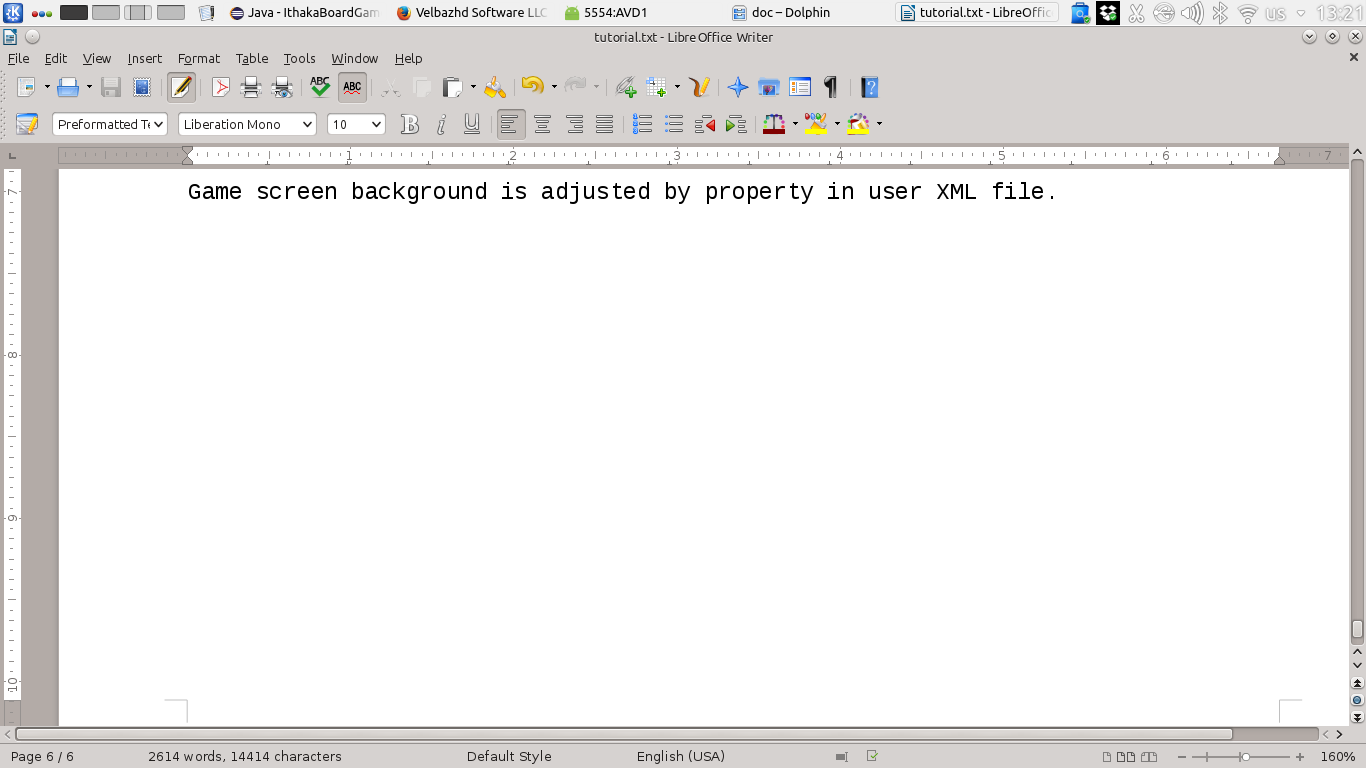 Java - IthakaBoardGam
Velbazhd Software LLC
5554:AVD1
doc – Dolphin
tutorial.txt - LibreOffic
us
13:21
tutorial.txt - LibreOffice Writer
File Edit View Insert Format Table Tools Window Help
ABC ABC
Preformatted Te Liberation Mono 10
1 2 3 4 5 6 7
7
Game screen background is adjusted by property in user XML file.
8
9
10
Page 6 / 6 2614 words, 14414 characters Default Style English (USA) 160%